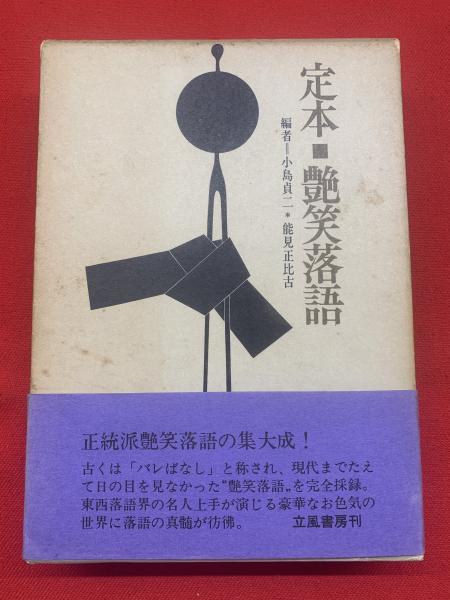 定本■艶笑落語
編者=小島貞二*能見正比古
正統派艶笑落語の集大成!
古くは「バレばなし」と称され、現代までたえ
て日の目を見なかった"艶笑落語„を完全採録。
東西落語界の名人上手が演じる豪華なお色気の
世界に落語の真髄が彷彿。 立風書房刊